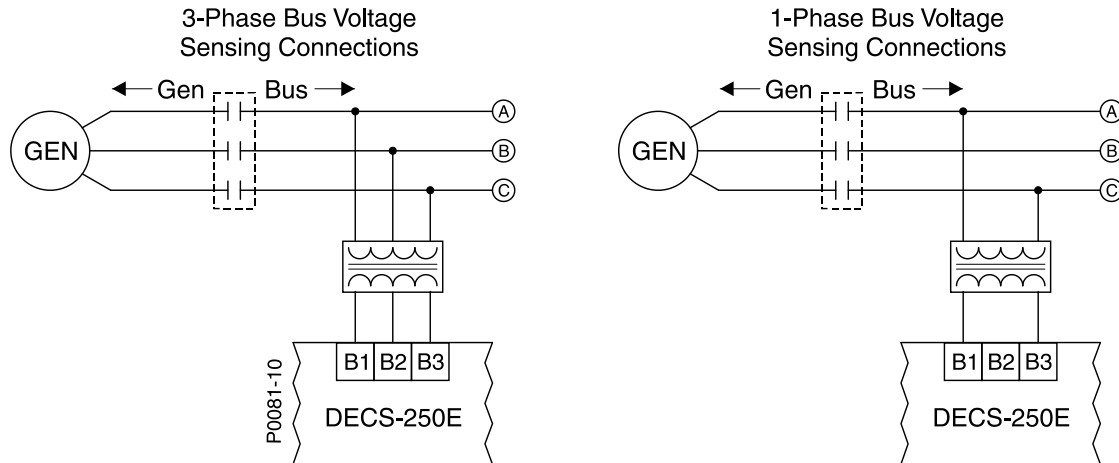 3-Phase Bus Voltage
Sensing Connections
Gen
Bus
GEN
A
B
C
B1 B2 B3
DECS-250E
P0081-10
1-Phase Bus Voltage
Sensing Connections
Gen
Bus
GEN
A
B
C
B1 B2 B3
DECS-250E